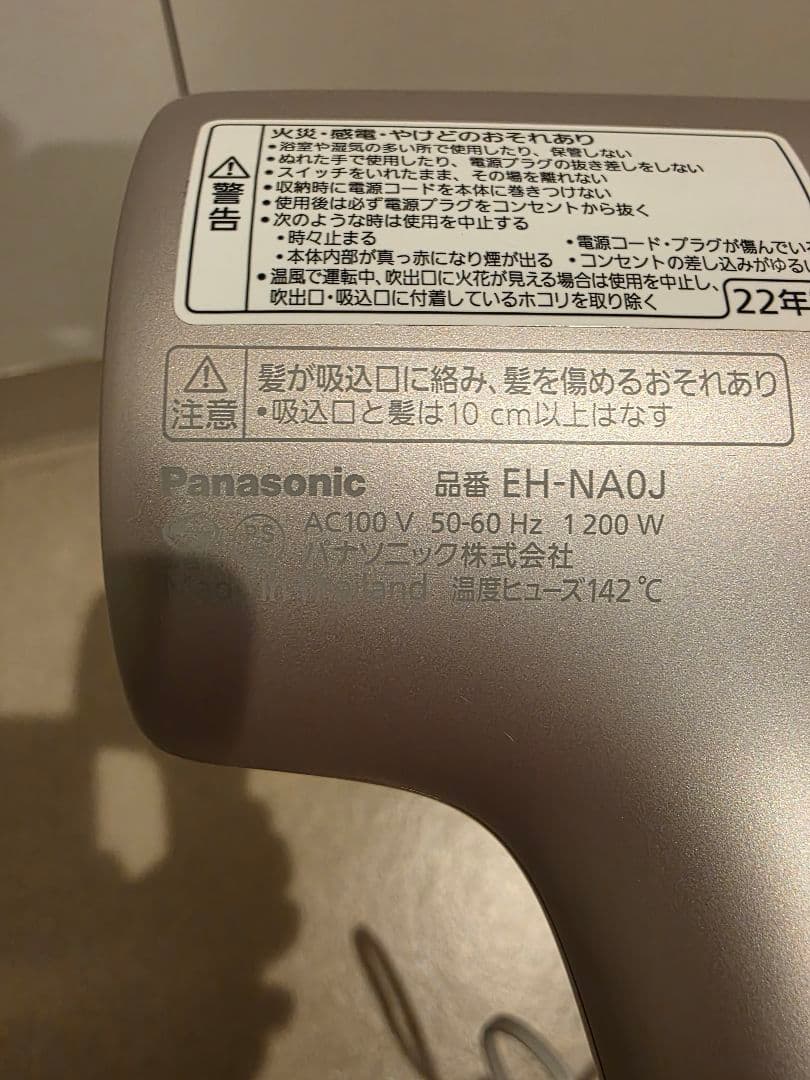 警告
火災・感電・やけどのおそれあり
•浴室や湿気の多い所で使用したり、保管しない
•ぬれた手で使用したり、電源プラグの抜き差しをしない
•スイッチをいれたまま、その場を離れない
•収納時に電源コードを本体に巻きつけない
•使用後は必ず電源プラグをコンセントから抜く
•次のような時は使用を中止する
•時々止まる
•電源コード・プラグが傷んでいる
•本体内部が真っ赤になり煙が出る
•コンセントの差し込みがゆるい
•温風で運転中、吹出口に火花が見える場合は使用を中止し、
吹出口・吸込口に付着しているホコリを取り除く
22年
注意
髪が吸込口に絡み、髪を傷めるおそれあり
•吸込口と髪は10 cm以上はなす
Panasonic 品番 EH-NA0J
PS AC100 V 50-60 Hz 1 200 W
パナソニック株式会社
Made in Thailand 温度ヒューズ142℃